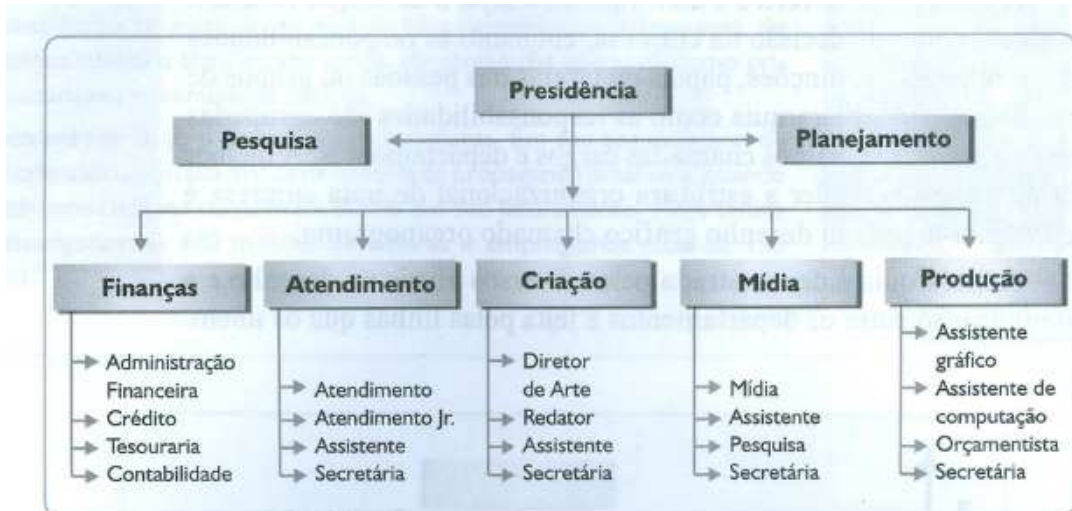 Presidência
Pesquisa
Planejamento
Finanças
Atendimento
Criação
Mídia
Produção
Administração
Financeira
Crédito
Tesouraria
Contabilidade
Atendimento
Atendimento Jr.
Assistente
Secretária
Diretor
de Arte
Redator
Assistente
Secretária
Mídia
Assistente
Pesquisa
Secretária
Assistente
gráfico
Assistente de
computação
Orçamentista
Secretária